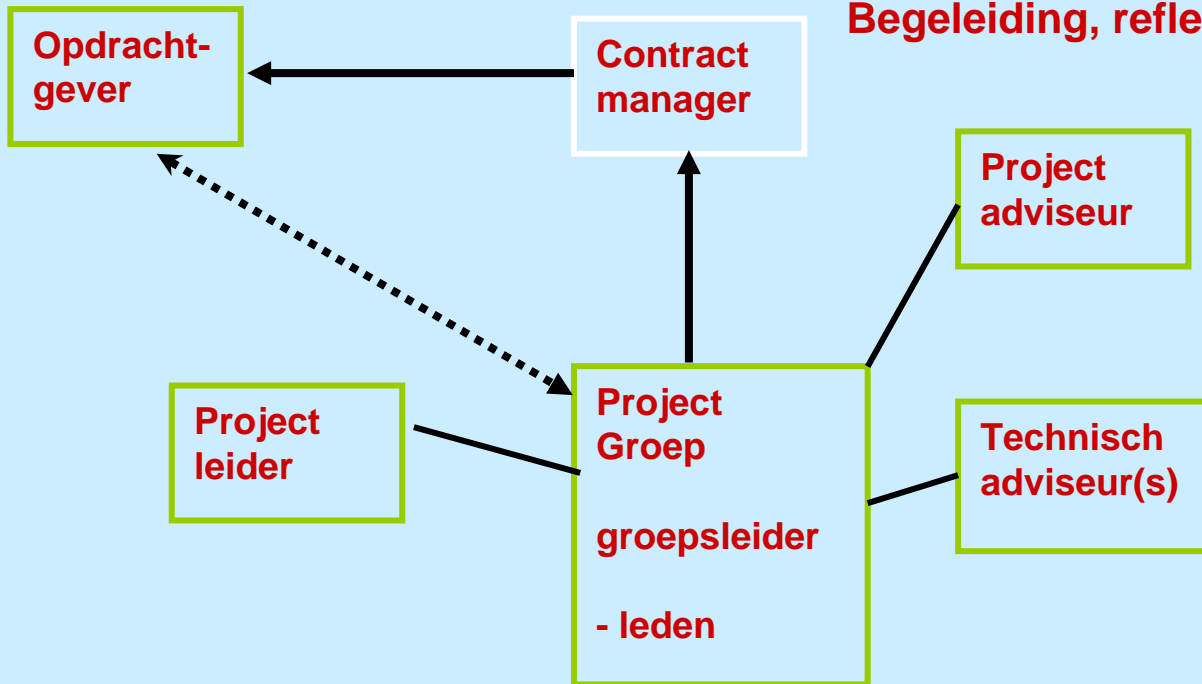 Opdracht-
gever
Contract
manager
Begeleiding, refle
Project
adviseur
Project
leider
Project
Groep
groepsleider
- leden
Technisch
adviseur(s)